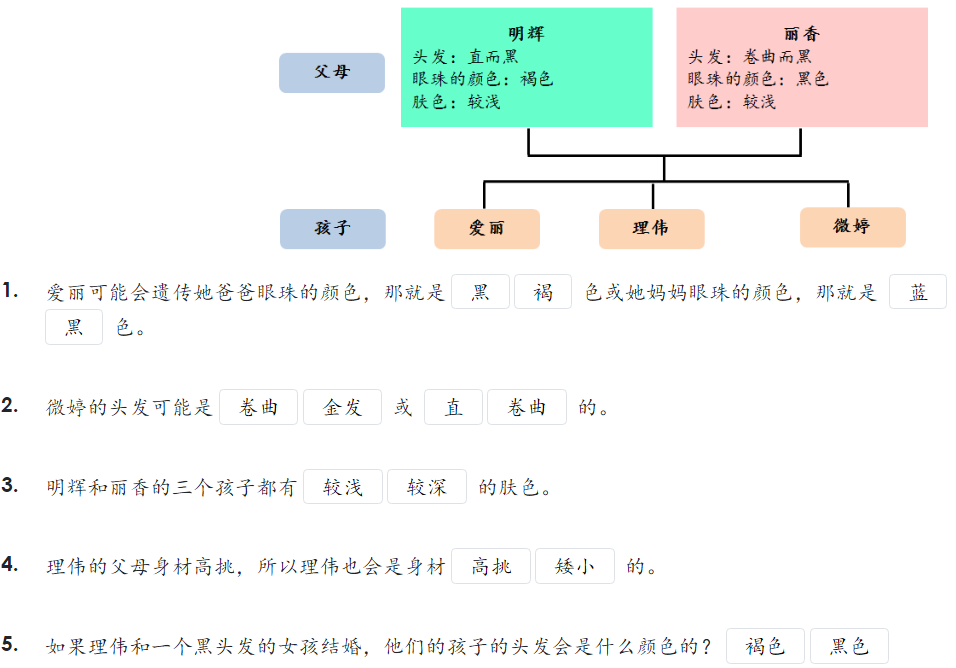 明辉
头发：直而黑
眼珠的颜色：褐色
肤色：较浅
丽香
头发：卷曲而黑
眼珠的颜色：黑色
肤色：较浅
父母
孩子
爱丽
理伟
微婷
1. 爱丽可能会遗传她爸爸眼珠的颜色，那就是 黑 褐 色或她妈妈眼珠的颜色，那就是 蓝
黑 色。
2. 微婷的头发可能是 卷曲 金发 或 直 卷曲 的。
3. 明辉和丽香的三个孩子都有 较浅 较深 的肤色。
4. 理伟的父母身材高挑，所以理伟也会是身材 高挑 矮小 的。
5. 如果理伟和一个黑头发的女孩结婚，他们的孩子的头发会是什么颜色的？ 褐色 黑色